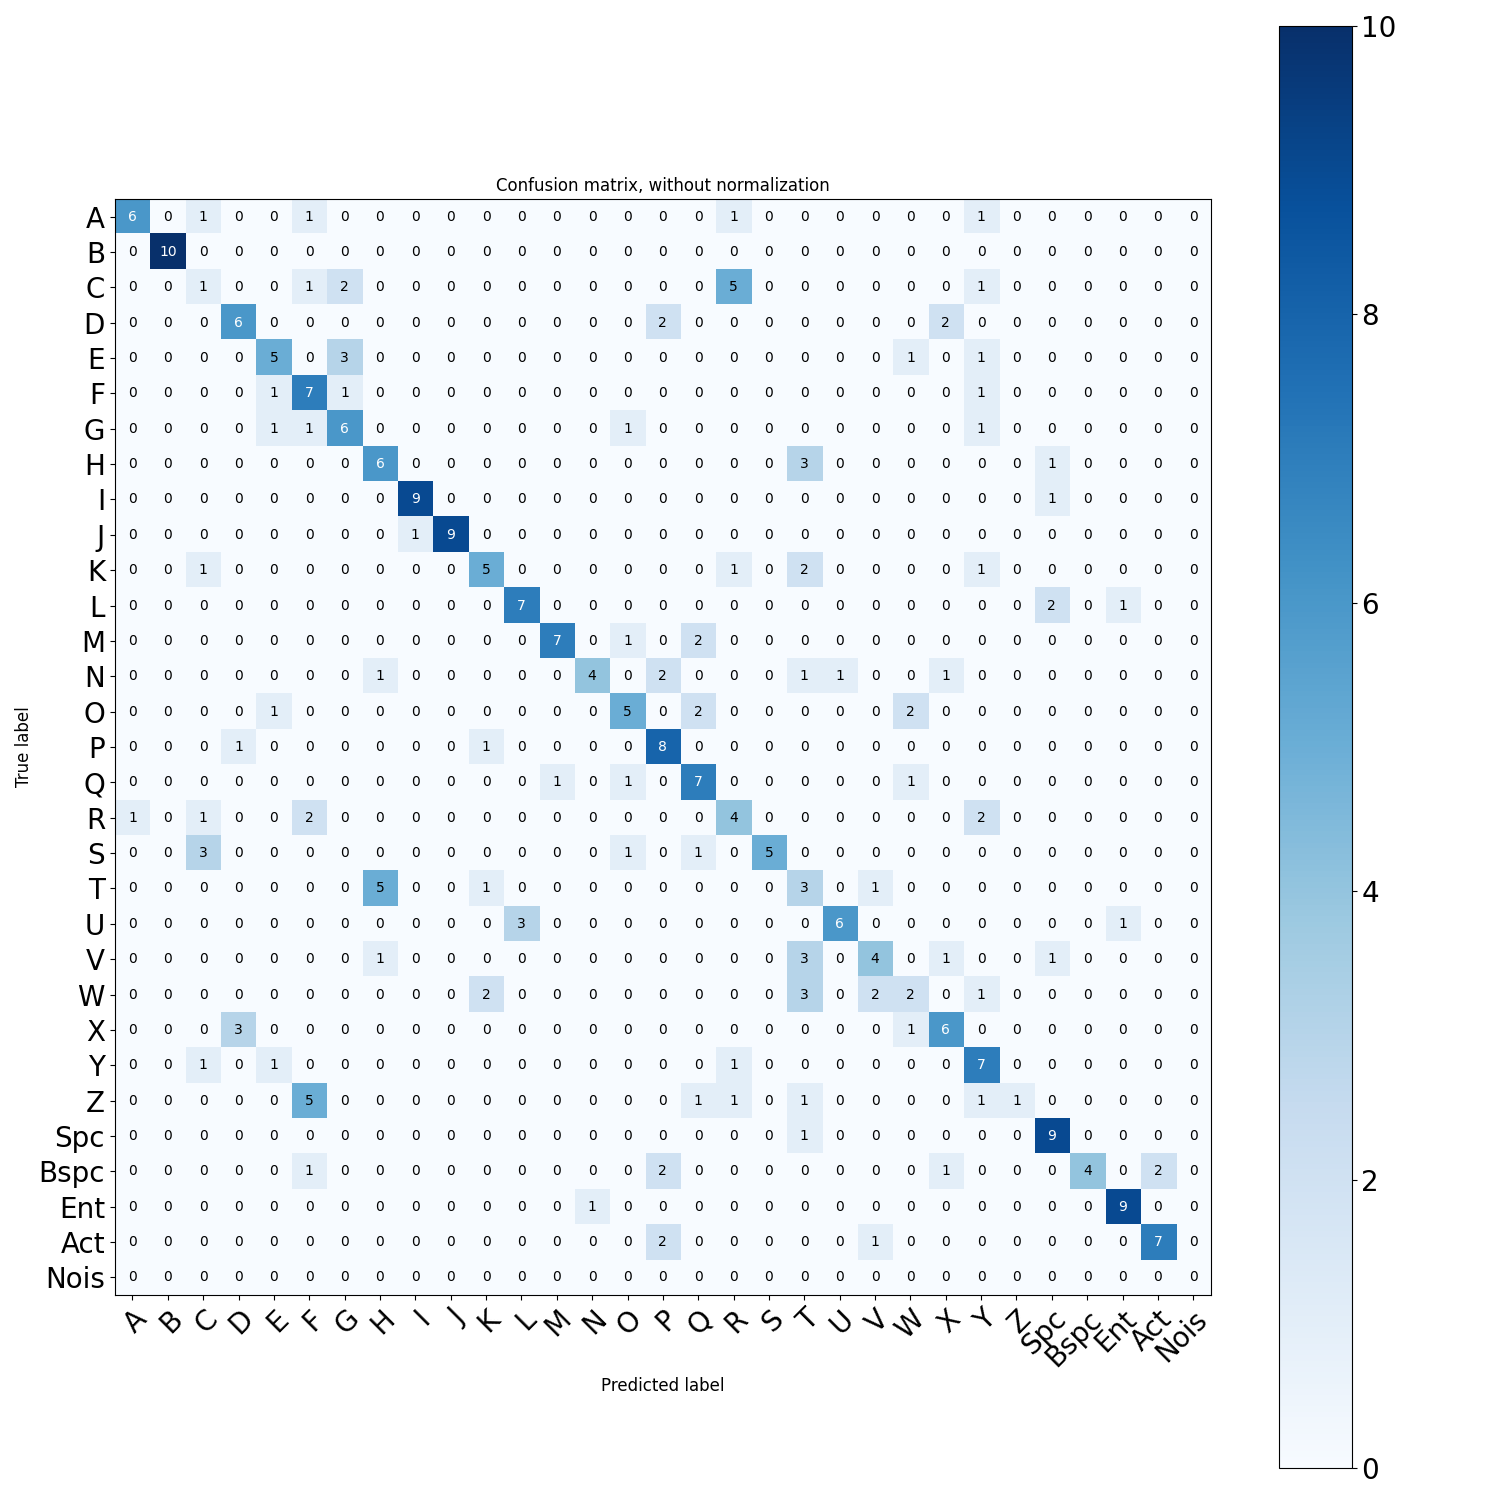 Confusion matrix, without normalization
A 6 0 1 0 0 1 0 0 0 0 0 0 0 0 0 0 0 1 0 0 0 0 0 0 1 0 0 0 0 0 0
B 0 10 0 0 0 0 0 0 0 0 0 0 0 0 0 0 0 0 0 0 0 0 0 0 0 0 0 0 0 0 0
C 0 0 1 0 0 1 2 0 0 0 0 0 0 0 0 0 0 5 0 0 0 0 0 0 1 0 0 0 0 0 0
D 0 0 0 6 0 0 0 0 0 0 0 0 0 0 0 2 0 0 0 0 0 0 0 2 0 0 0 0 0 0 0
E 0 0 0 0 5 0 3 0 0 0 0 0 0 0 0 0 0 0 0 0 0 0 1 0 1 0 0 0 0 0 0
F 0 0 0 0 1 7 1 0 0 0 0 0 0 0 0 0 0 0 0 0 0 0 0 0 1 0 0 0 0 0 0
G 0 0 0 0 1 1 6 0 0 0 0 0 0 0 1 0 0 0 0 0 0 0 0 0 1 0 0 0 0 0 0
H 0 0 0 0 0 0 0 6 0 0 0 0 0 0 0 0 0 0 0 3 0 0 0 0 0 0 1 0 0 0 0
I 0 0 0 0 0 0 0 0 9 0 0 0 0 0 0 0 0 0 0 0 0 0 0 0 0 0 1 0 0 0 0
J 0 0 0 0 0 0 0 0 1 9 0 0 0 0 0 0 0 0 0 0 0 0 0 0 0 0 0 0 0 0 0
K 0 0 1 0 0 0 0 0 0 0 5 0 0 0 0 0 0 1 0 2 0 0 0 0 1 0 0 0 0 0 0
L 0 0 0 0 0 0 0 0 0 0 0 7 0 0 0 0 0 0 0 0 0 0 0 0 0 0 2 0 1 0 0
M 0 0 0 0 0 0 0 0 0 0 0 0 7 0 1 0 2 0 0 0 0 0 0 0 0 0 0 0 0 0 0
N 0 0 0 0 0 0 0 1 0 0 0 0 0 4 0 2 0 0 0 1 1 0 0 1 0 0 0 0 0 0 0
O 0 0 0 0 1 0 0 0 0 0 0 0 0 0 5 0 2 0 0 0 0 0 2 0 0 0 0 0 0 0 0
P 0 0 0 1 0 0 0 0 0 0 1 0 0 0 0 8 0 0 0 0 0 0 0 0 0 0 0 0 0 0 0
Q 0 0 0 0 0 0 0 0 0 0 0 0 1 0 1 0 7 0 0 0 0 0 1 0 0 0 0 0 0 0 0
R 1 0 1 0 0 2 0 0 0 0 0 0 0 0 0 0 0 4 0 0 0 0 0 0 2 0 0 0 0 0 0
S 0 0 3 0 0 0 0 0 0 0 0 0 0 0 1 0 1 0 5 0 0 0 0 0 0 0 0 0 0 0 0
T 0 0 0 0 0 0 0 5 0 0 1 0 0 0 0 0 0 0 0 3 0 1 0 0 0 0 0 0 0 0 0
U 0 0 0 0 0 0 0 0 0 0 0 3 0 0 0 0 0 0 0 0 6 0 0 0 0 0 0 0 1 0 0
V 0 0 0 0 0 0 0 1 0 0 0 0 0 0 0 0 0 0 0 3 0 4 0 1 0 0 1 0 0 0 0
W 0 0 0 0 0 0 0 0 0 0 2 0 0 0 0 0 0 0 0 3 0 2 2 0 1 0 0 0 0 0 0
X 0 0 0 3 0 0 0 0 0 0 0 0 0 0 0 0 0 0 0 0 0 0 1 6 0 0 0 0 0 0 0
Y 0 0 1 0 1 0 0 0 0 0 0 0 0 0 0 0 0 1 0 0 0 0 0 0 7 0 0 0 0 0 0
Z 0 0 0 0 0 5 0 0 0 0 0 0 0 0 0 0 1 1 0 1 0 0 0 0 1 1 0 0 0 0 0
Spc 0 0 0 0 0 0 0 0 0 0 0 0 0 0 0 0 0 0 0 1 0 0 0 0 0 0 9 0 0 0 0
Bspc 0 0 0 0 0 1 0 0 0 0 0 0 0 0 0 2 0 0 0 0 0 0 0 1 0 0 0 4 0 2 0
Ent 0 0 0 0 0 0 0 0 0 0 0 0 0 1 0 0 0 0 0 0 0 0 0 0 0 0 0 0 9 0 0
Act 0 0 0 0 0 0 0 0 0 0 0 0 0 0 0 2 0 0 0 0 0 1 0 0 0 0 0 0 0 7 0
Nois 0 0 0 0 0 0 0 0 0 0 0 0 0 0 0 0 0 0 0 0 0 0 0 0 0 0 0 0 0 0 0
A B C D E F G H I J K L M N O P Q R S T U V W X Y Z Spc Bspc Ent Act Nois
Predicted label
True label
10
8
6
4
2
0